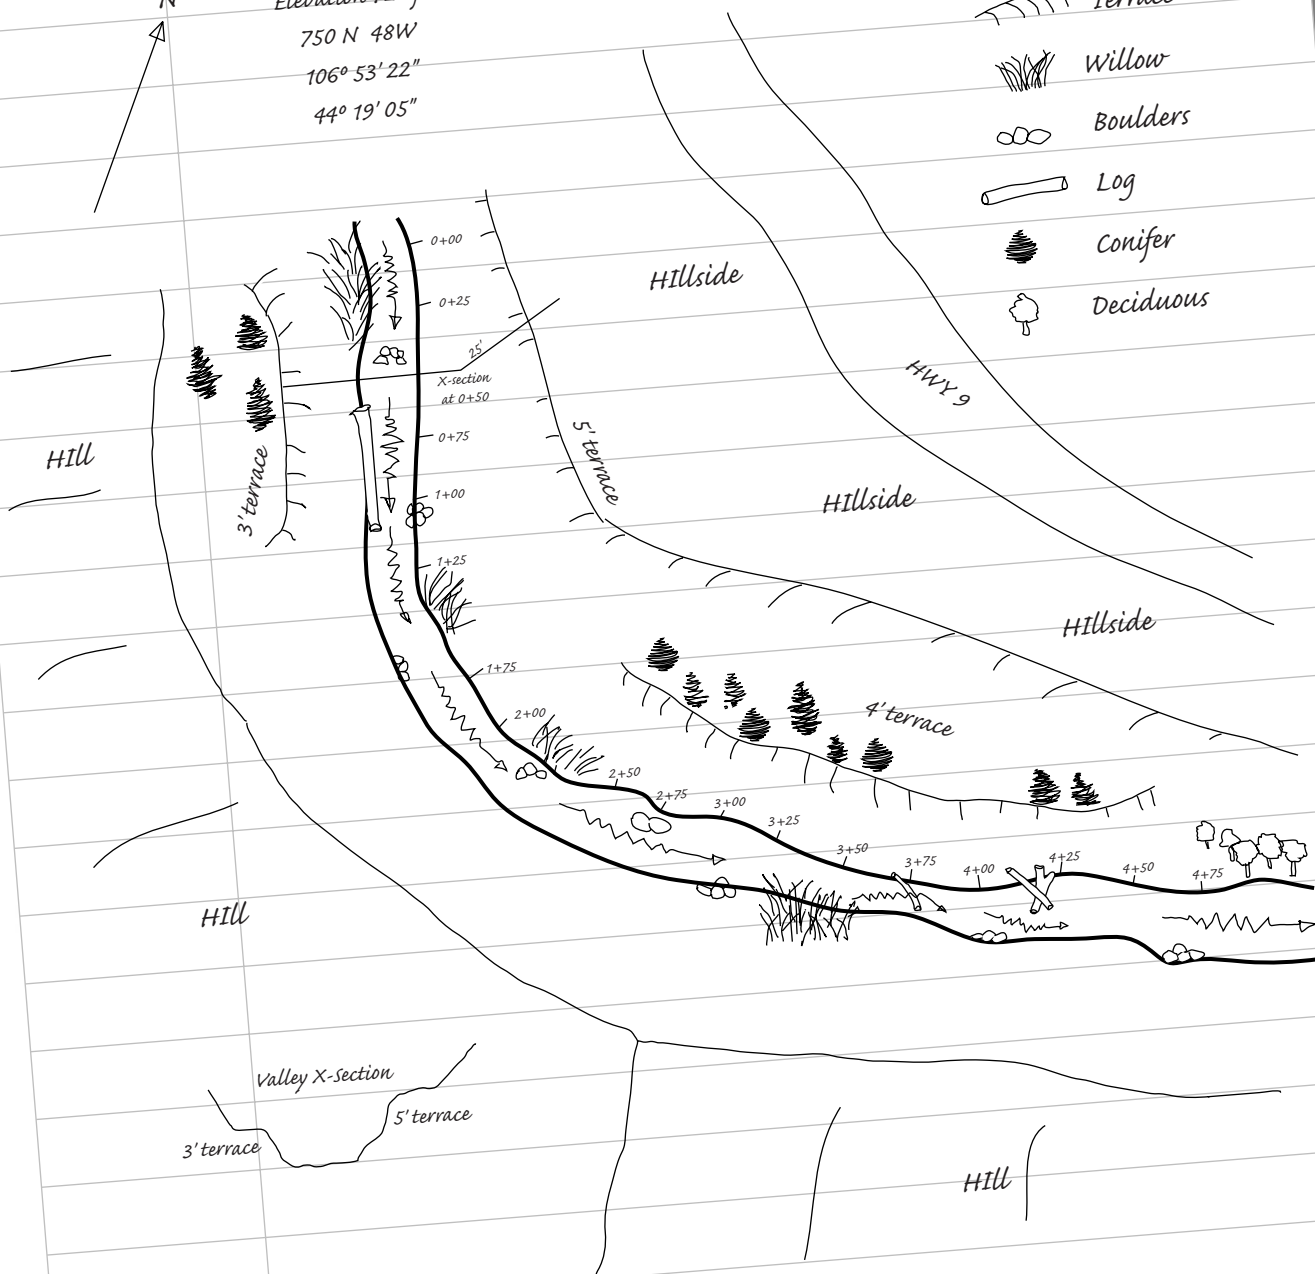 N
Elevation
750 N 48W
106° 53' 22"
44° 19' 05"
Terrace
Willow
Boulders
Log
Conifer
Deciduous
0+00
0+25
25'
X-section
at 0+50
0+75
1+00
1+25
1+75
2+00
2+50
2+75
3+00
3+25
3+50
3+75
4+00
4+25
4+50
4+75
HIllside
HWY 9
HIll
3' terrace
5' terrace
HIllside
HIllside
4' terrace
HIll
Valley X-Section
5' terrace
3' terrace
HIll